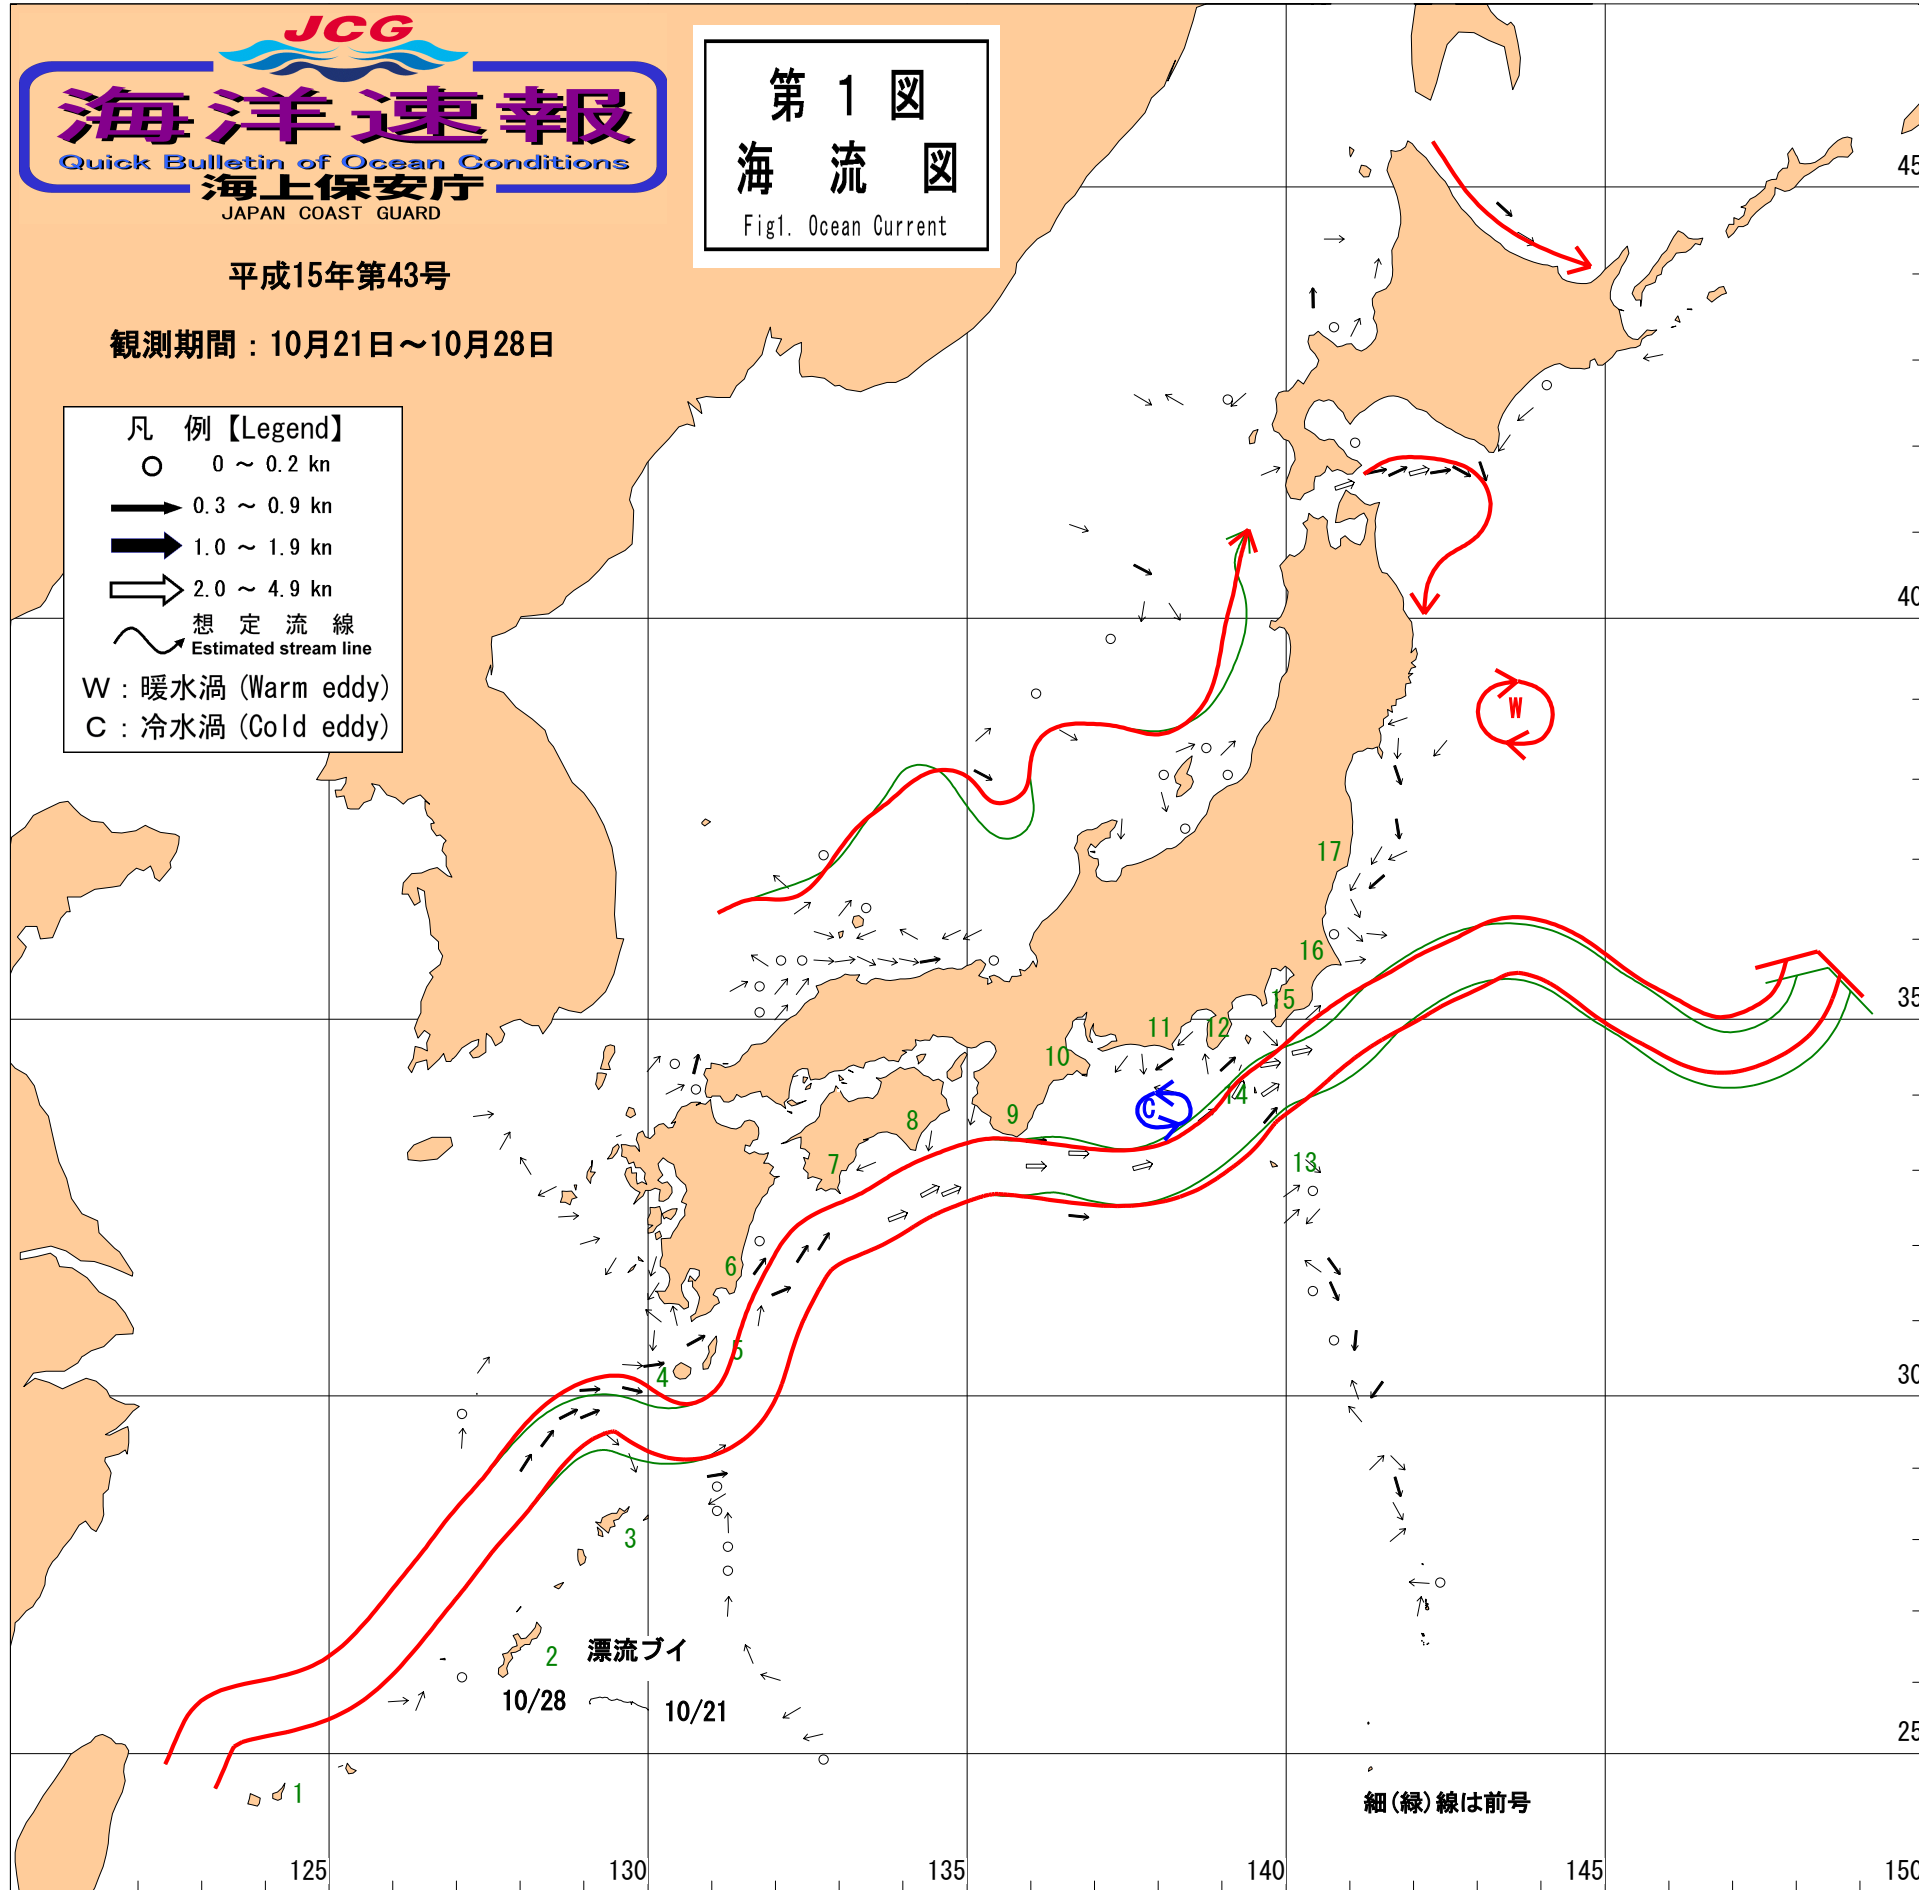 JCG
海洋速報
Quick Bulletin of Ocean Conditions
海上保安庁
JAPAN COAST GUARD
平成15年第43号
観測期間：10月21日～10月28日
第 1 図
海 流 図
Fig1. Ocean Current
凡 例【Legend】
0 ～ 0.2 kn
0.3 ～ 0.9 kn
1.0 ～ 1.9 kn
2.0 ～ 4.9 kn
想 定 流 線
Estimated stream line
W：暖水渦 (Warm eddy)
C：冷水渦 (Cold eddy)
45
40
W
17
16
35
15
12
11
10
14
C
9
8
7
13
6
5
4
30
3
2
漂流ブイ
10/28
10/21
25
1
細(緑)線は前号
125
130
135
140
145
150